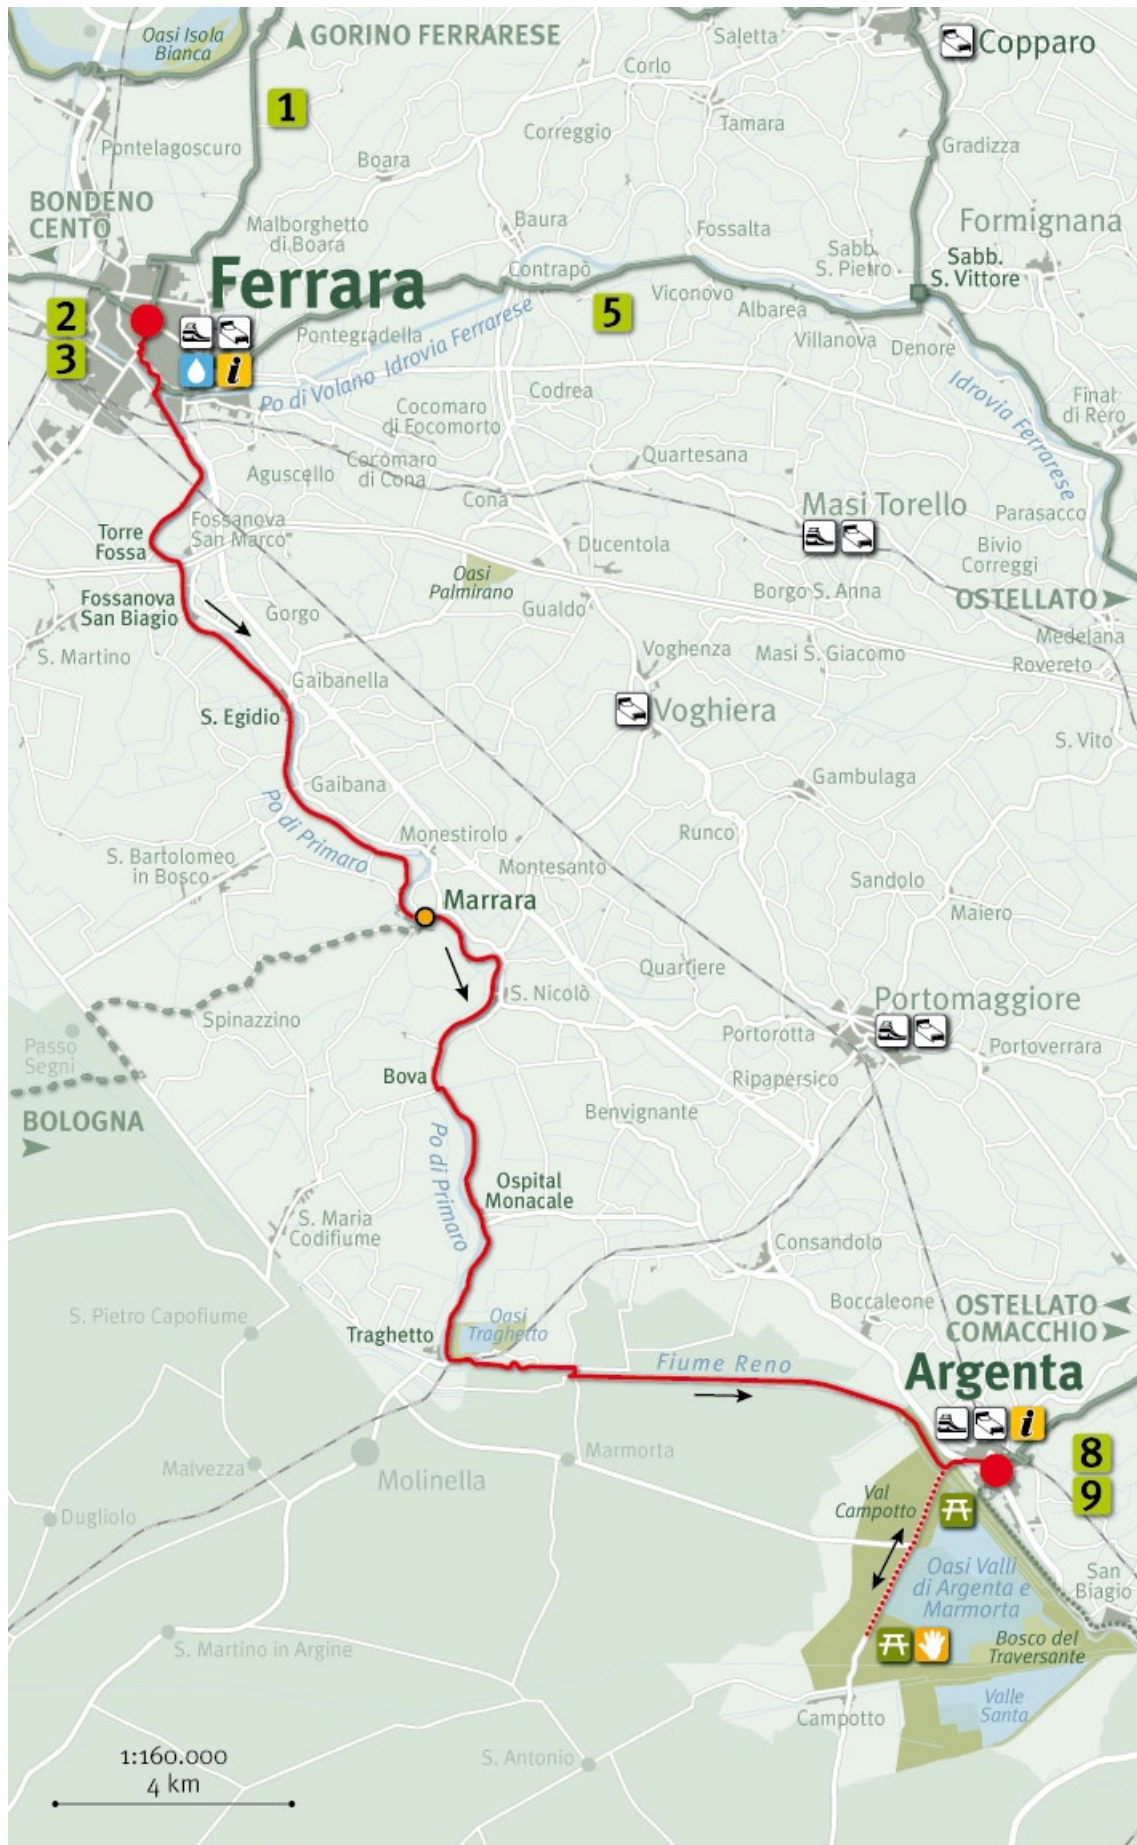 Oasi Isola
Bianca
GORINO FERRARESE
Saletta
Copparo
Corlo
1
Tamara
Correggio
Pontelagoscuro
Boara
Gradizza
BONDENO
CENTO
Malborghetto
di Boara
Baura
Fossalta
Formignana
Sabb.
S. Pietro
Sabb.
S. Vittore
Ferrara
Contrapò
Viconovo
Albarea
2
5
Pontegradella
Villanova
Denore
3
i
Po di Volano Idrovia Ferrarese
Idrovia Ferrarese
Codrea
Final
di Rero
Cocomaro
di Focomorto
Quartesana
Aguscello
Cocomaro
di Cona
Cona
Masi Torello
Parasacco
Torre
Fossa
Fossanova
San Marco
Ducentola
Bivio
Correggi
Oasi
Palmirano
Borgo S. Anna
Fossanova
San Biagio
Gorgo
Gualdo
OSTELLATO
Medelana
S. Martino
Voghenza
Masi S. Giacomo
Rovereto
Gaibanella
S. Egidio
Voghiera
S. Vito
Gaibana
Gambulaga
Po di Primaro
Monestirolo
Runco
S. Bartolomeo
in Bosco
Montesanto
Sandolo
Marrara
Maiero
Quartiere
S. Nicolò
Portomaggiore
Spinazzino
Portorotta
Portoverrara
Passo
Segni
Bova
Ripapersico
BOLOGNA
Benvignante
Po di Primaro
Ospital
Monacale
S. Maria
Codifiume
Consandolo
S. Pietro Capofiume
Oasi
Traghetto
Boccaleone
OSTELLATO
COMACCHIO
Traghetto
Fiume Reno
Argenta
i
Marmorta
8
Malvezza
Molinella
9
Val
Campotto
Dugliolo
Oasi Valli
di Argenta e
Marmorta
San
Biagio
S. Martino in Argine
Bosco del
Traversante
Valle
Santa
Campotto
S. Antonio
1:160.000
4 km